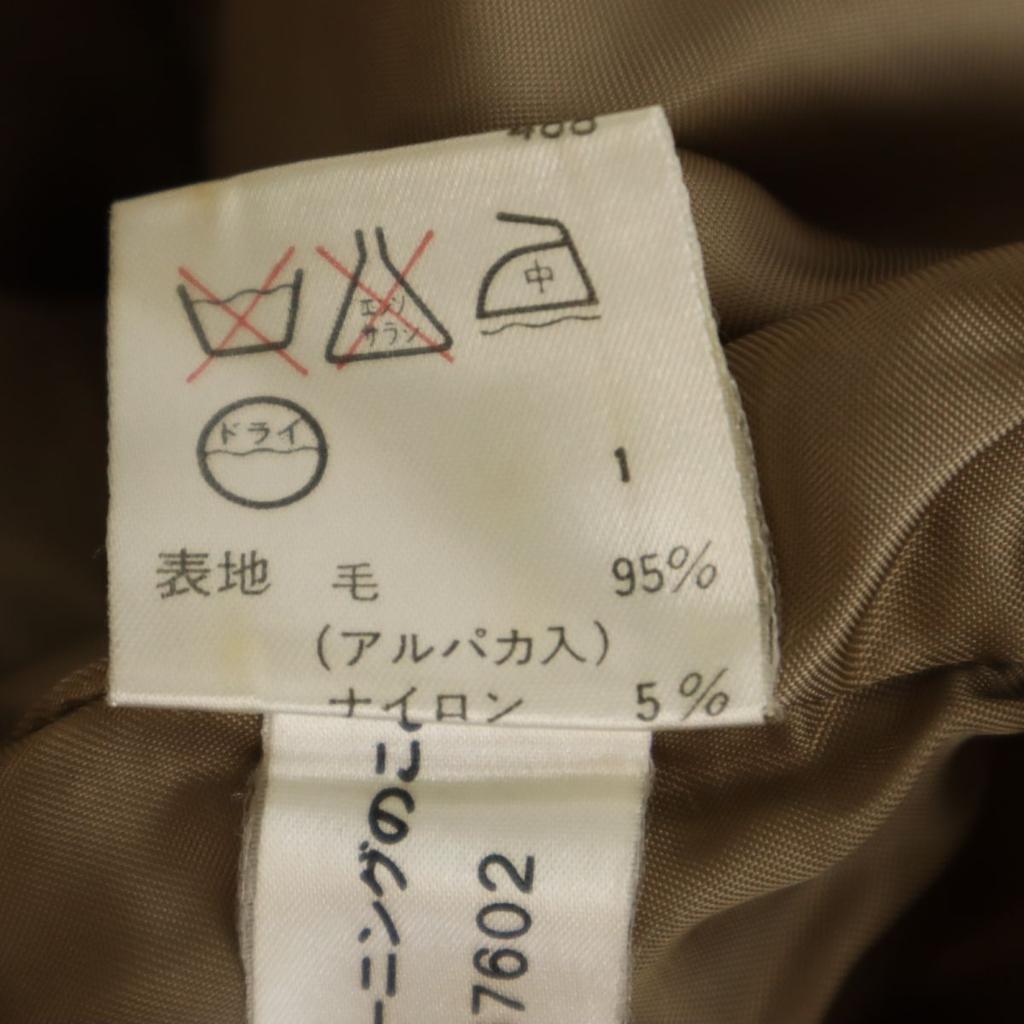 中
エンソ
サラシ
ドライ
1
表地 毛 95%
(アルパカ入)
ナイロン 5%
ーニングのこ
7602